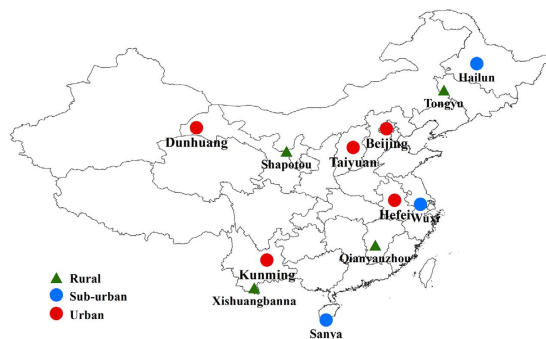 Hailun
Tongyu
Dunhuang
Beijing
Shapotou
Taiyuan
Hefei
Wuxi
Qianyanzhou
Kunming
Xishuangbanna
Sanya
Rural
Sub-urban
Urban